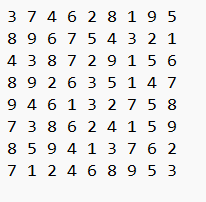 3 7 4 6 2 8 1 9 5
8 9 6 7 5 4 3 2 1
4 3 8 7 2 9 1 5 6
8 9 2 6 3 5 1 4 7
9 4 6 1 3 2 7 5 8
7 3 8 6 2 4 1 5 9
8 5 9 4 1 3 7 6 2
7 1 2 4 6 8 9 5 3